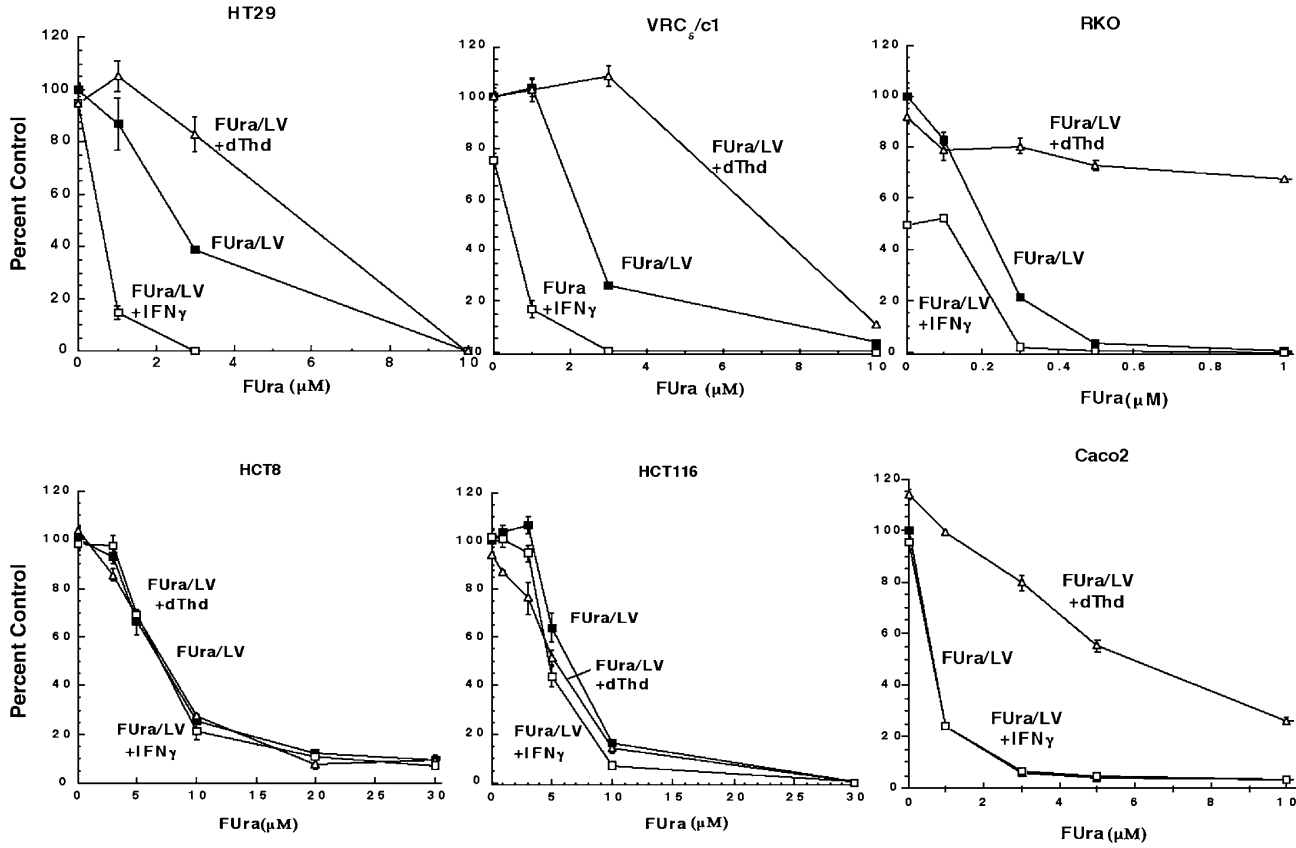 HT29
Percent Control
120
100
80
60
40
20
0
FUra/LV
+dThd
FUra/LV
FUra/LV
+IFNγ
0 2 4 6 8 10
FUra (μM)
VRC5/c1
120
100
80
60
40
20
0
FUra/LV
+dThd
FUra/LV
FUra
+IFNγ
0 2 4 6 8 10
FUra (μM)
RKO
120
100
80
60
40
20
0
FUra/LV
+dThd
FUra/LV
FUra/LV
+IFNγ
0 0.2 0.4 0.6 0.8 1
FUra(μM)
HCT8
Percent Control
120
100
80
60
40
20
0
FUra/LV
+dThd
FUra/LV
FUra/LV
+IFNγ
0 5 10 15 20 25 30
FUra(μM)
HCT116
120
100
80
60
40
20
0
FUra/LV
FUra/LV
+dThd
FUra/LV
+IFNγ
0 5 10 15 20 25 30
FUra (μM)
Caco2
120
100
80
60
40
20
0
FUra/LV
+dThd
FUra/LV
FUra/LV
+IFNγ
0 2 4 6 8 10
FUra (μM)